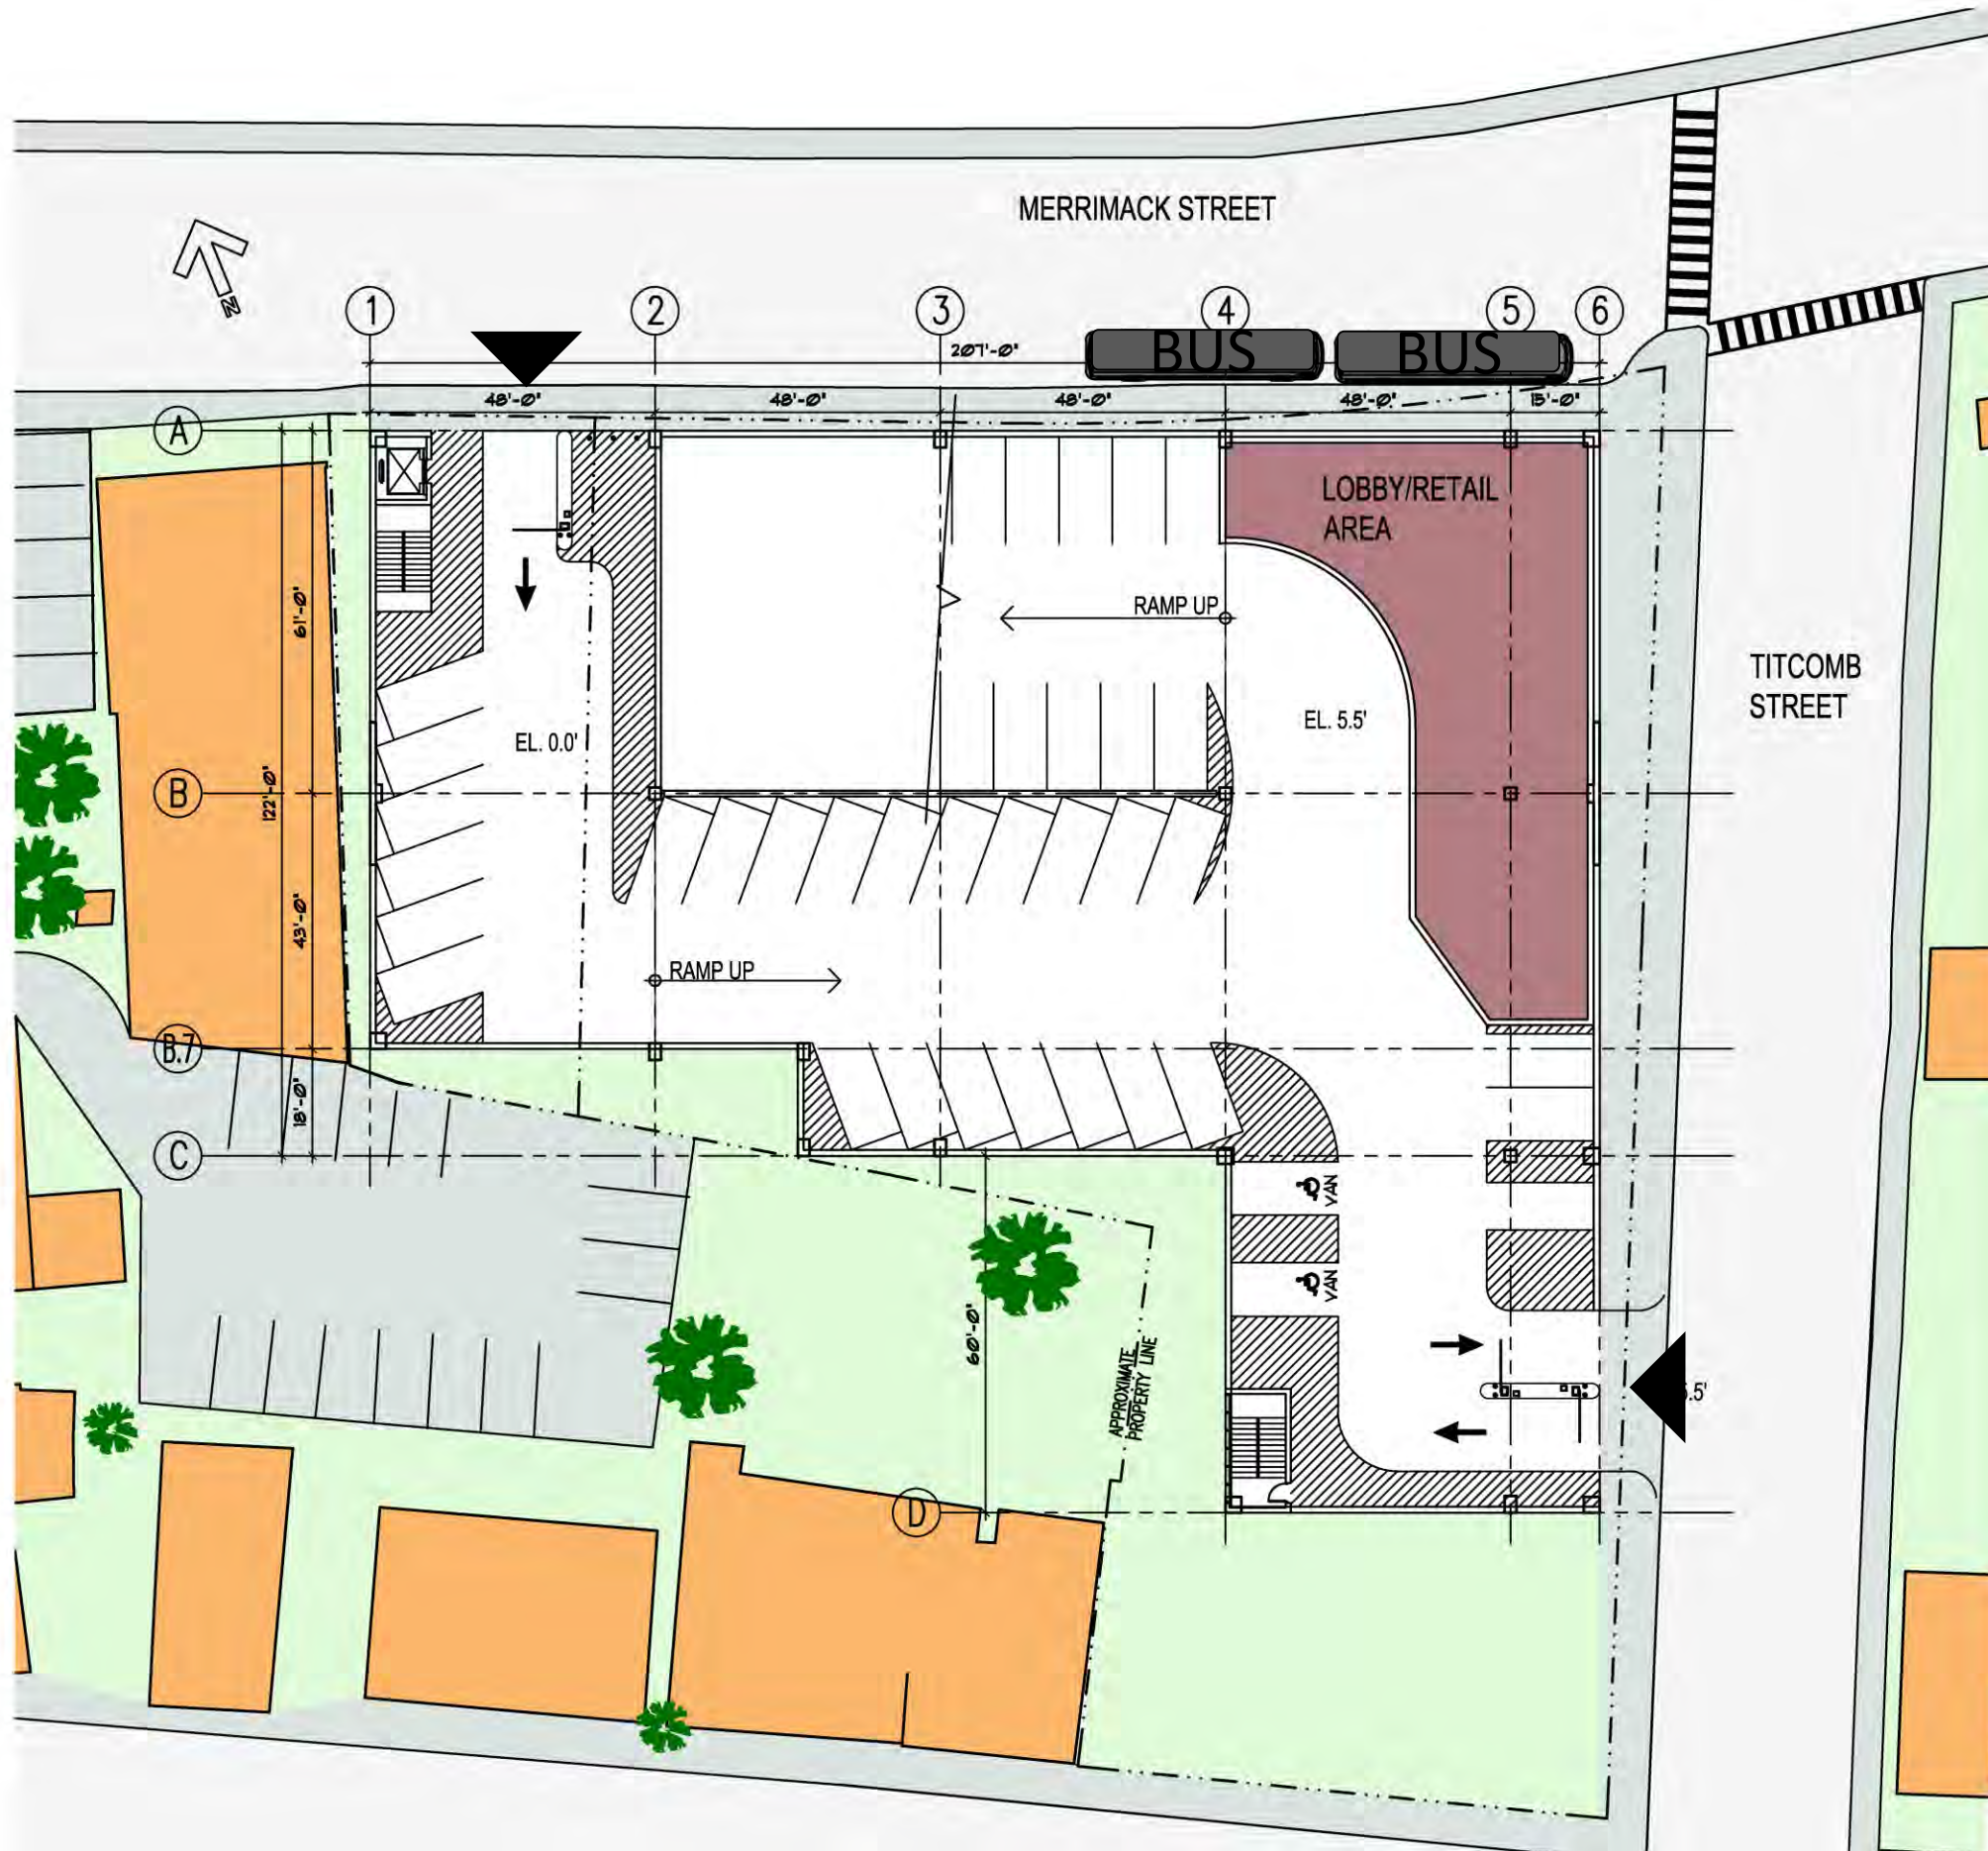 MERRIMACK STREET
N
1
2
3
4
5
6
BUS
BUS
207'-0"
48'-0"
48'-0"
48'-0"
48'-0"
15'-0"
A
LOBBY/RETAIL
AREA
61'-0"
RAMP UP
TITCOMB
STREET
EL. 5.5'
EL. 0.0'
B
122'-0"
43'-0"
RAMP UP
B.7
18'-0"
C
VAN
VAN
60'-0"
APPROXIMATE
PROPERTY LINE
5.5'
D